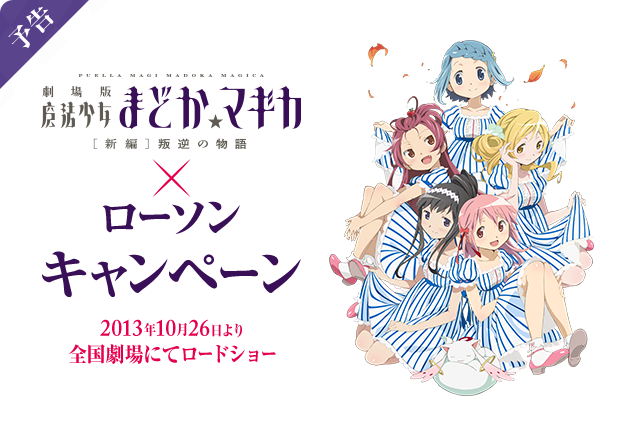 予告
PUELLA MAGI MADOKA MAGICA
劇場版
魔法少女まどか★マギカ
[新編]叛逆の物語
×
ローソン
キャンペーン
2013年10月26日より
全国劇場にてロードショー